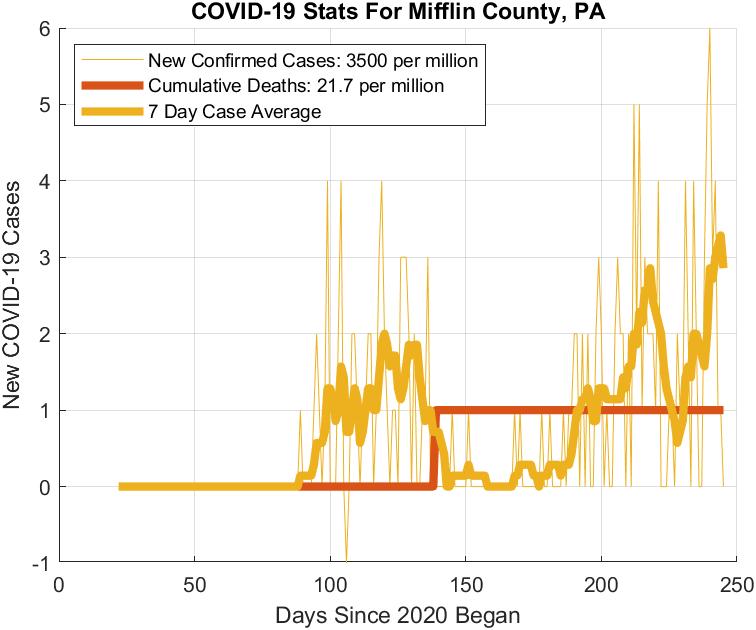 COVID-19 Stats For Mifflin County, PA
New Confirmed Cases: 3500 per million
Cumulative Deaths: 21.7 per million
7 Day Case Average
New COVID-19 Cases
6
5
4
3
2
1
0
-1
0 50 100 150 200 250
Days Since 2020 Began